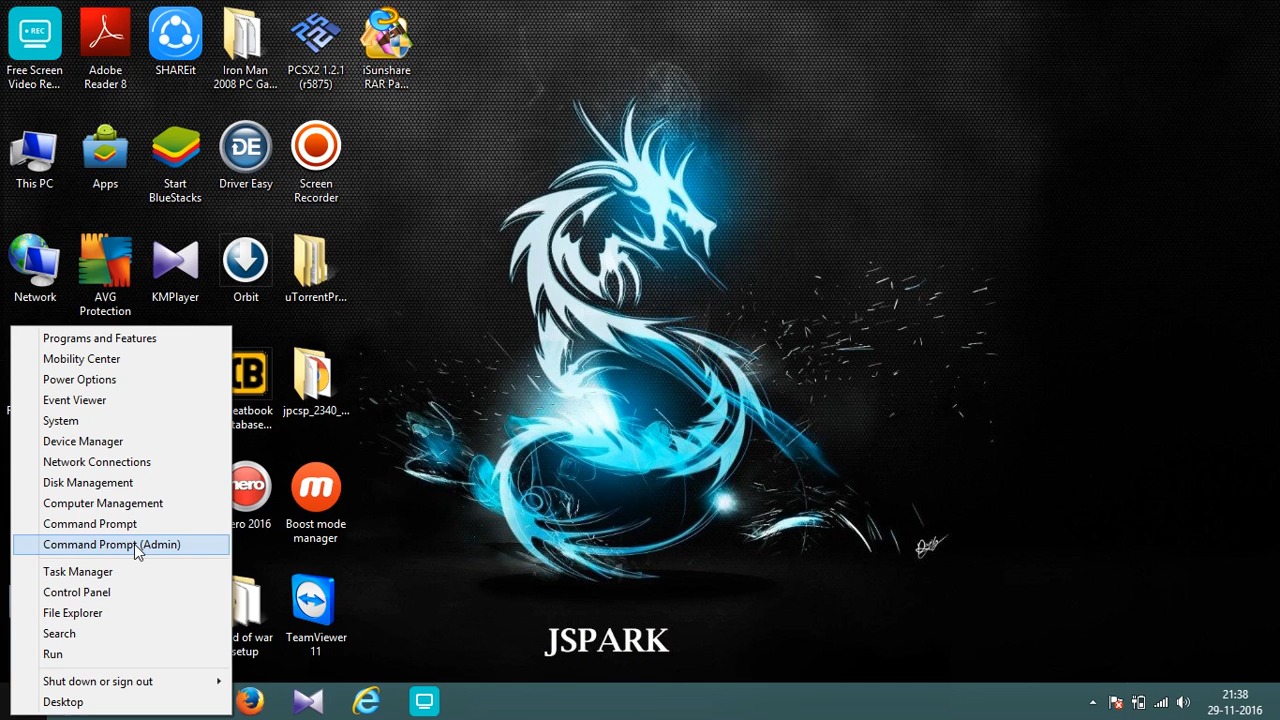 REC
Free Screen
Video Re...
Adobe
Reader 8
SHAREit
Iron Man
2008 PC Ga...
PCSX2 1.2.1
(r5875)
iSunshare
RAR Pa...
This PC
Apps
Start
BlueStacks
DE
Driver Easy
Screen
Recorder
Network
AVG
Protection
KMPlayer
Orbit
uTorrentPr...
Programs and Features
Mobility Center
Power Options
Event Viewer
System
Device Manager
Network Connections
Disk Management
Computer Management
Command Prompt
Command Prompt (Admin)
Task Manager
Control Panel
File Explorer
Search
Run
Shut down or sign out
Desktop
CB
eatbook
tabase...
jpcsp_2340_...
nero
ero 2016
m
Boost mode
manager
d of war
setup
TeamViewer
11
JSPARK
21:38
29-11-2016